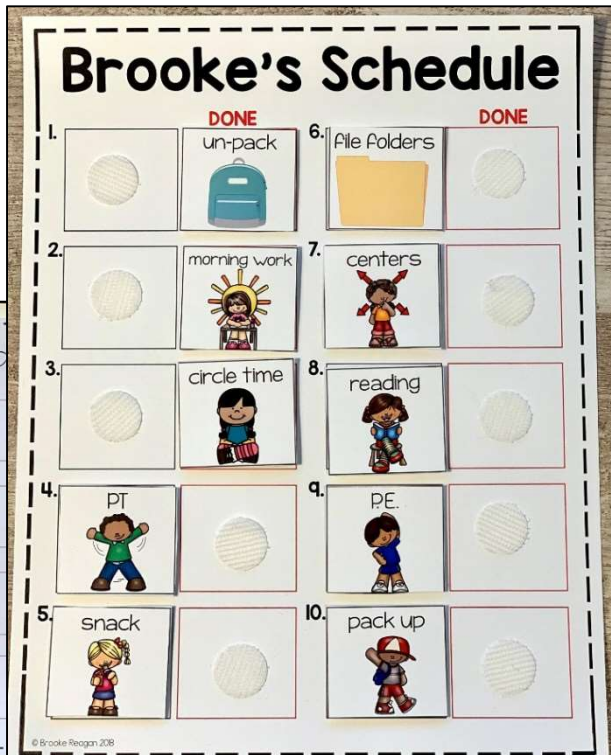 Brooke's Schedule
DONE
1. un-pack
2. morning work
3. circle time
4. PT
5. snack
DONE
6. file folders
7. centers
8. reading
9. P.E.
10. pack up
© Brooke Reagan 2018